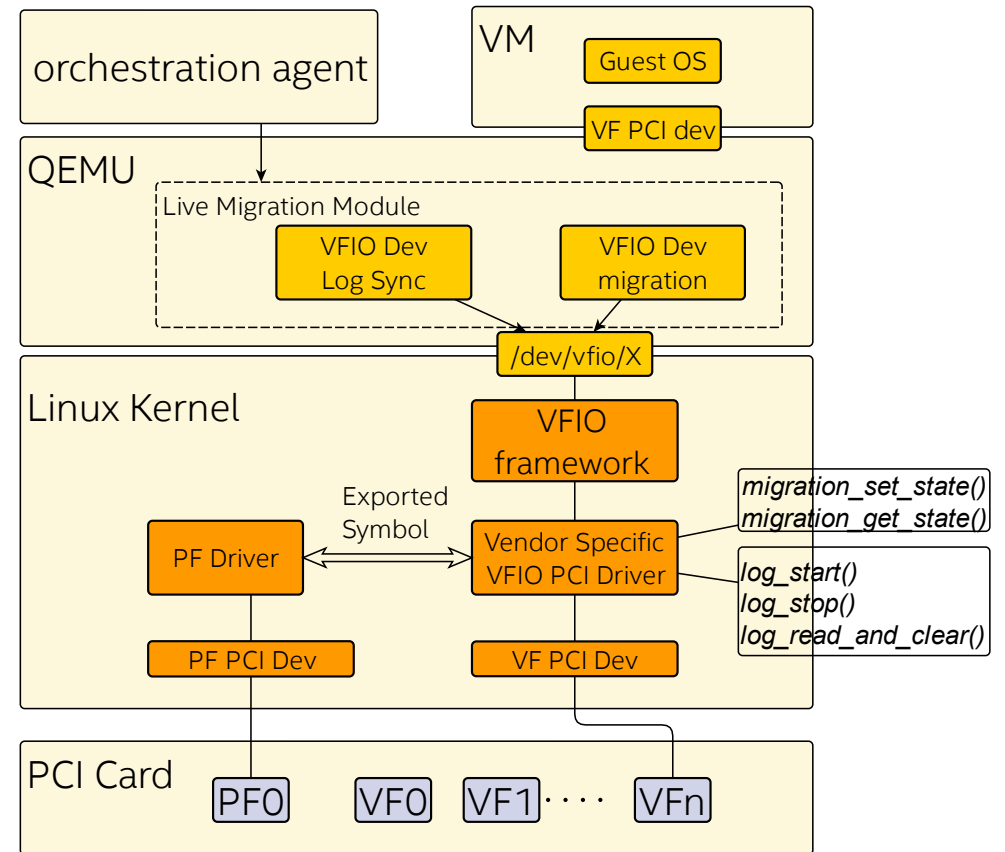 orchestration agent
VM
Guest OS
VF PCI dev
QEMU
Live Migration Module
VFIO Dev
Log Sync
VFIO Dev
migration
/dev/vfio/X
Linux Kernel
VFIO
framework
migration_set_state()
migration_get_state()
Exported
Symbol
PF Driver
Vendor Specific
VFIO PCI Driver
log_start()
log_stop()
log_read_and_clear()
PF PCI Dev
VF PCI Dev
PCI Card
PF0
VF0
VF1
....
VFn